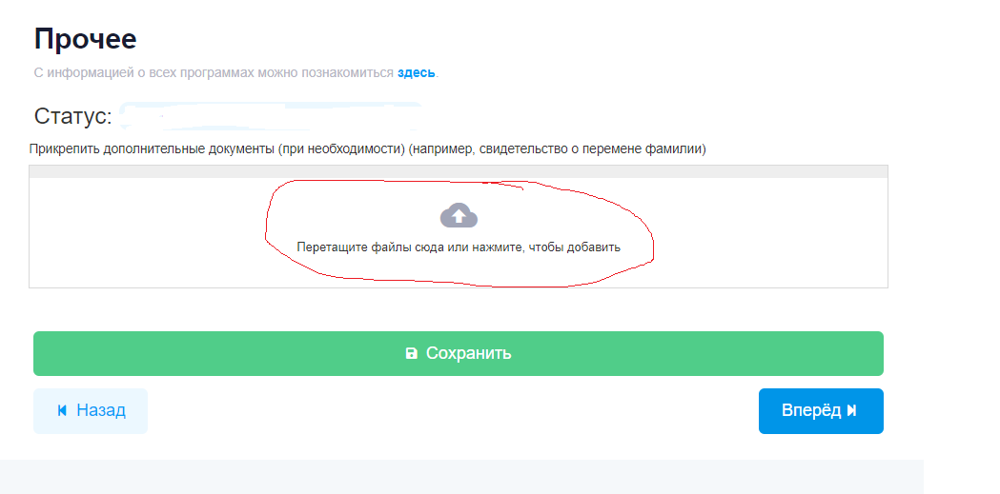 Прочее
С информацией о всех программах можно познакомиться здесь.
Статус:
Прикрепить дополнительные документы (при необходимости) (например, свидетельство о перемене фамилии)
Перетащите файлы сюда или нажмите, чтобы добавить
Сохранить
Назад
Вперёд